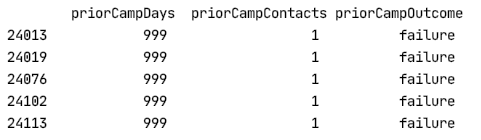 priorCampDays priorCampContacts priorCampOutcome
24013 999 1 failure
24019 999 1 failure
24076 999 1 failure
24102 999 1 failure
24113 999 1 failure